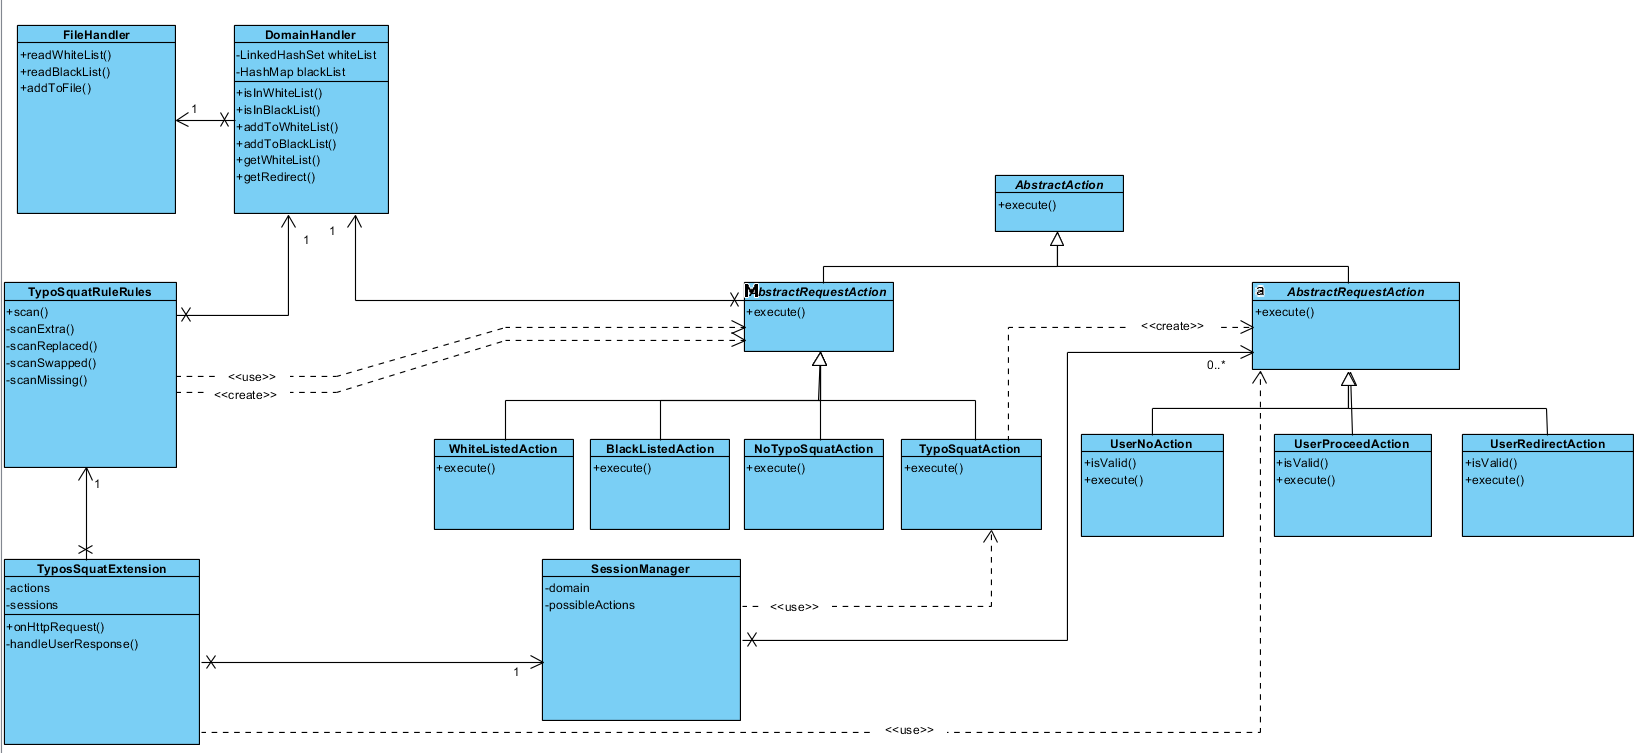 FileHandler
+readWhiteList()
+readBlackList()
+addToFile()
DomainHandler
-LinkedHashSet whiteList
-HashMap blackList
+isInWhiteList()
+isInBlackList()
+addToWhiteList()
+addToBlackList()
+getWhiteList()
+getRedirect()
1
1
1
AbstractAction
+execute()
TypoSquatRuleRules
+scan()
-scanExtra()
-scanReplaced()
-scanSwapped()
-scanMissing()
<<use>>
<<create>>
M
AbstractRequestAction
+execute()
a
AbstractRequestAction
+execute()
<<create>>
0..*
WhiteListedAction
+execute()
BlackListedAction
+execute()
NoTypoSquatAction
+execute()
TypoSquatAction
+execute()
UserNoAction
+isValid()
+execute()
UserProceedAction
+isValid()
+execute()
UserRedirectAction
+isValid()
+execute()
1
TyposSquatExtension
-actions
-sessions
+onHttpRequest()
-handleUserResponse()
SessionManager
-domain
-possibleActions
<<use>>
1
<<use>>